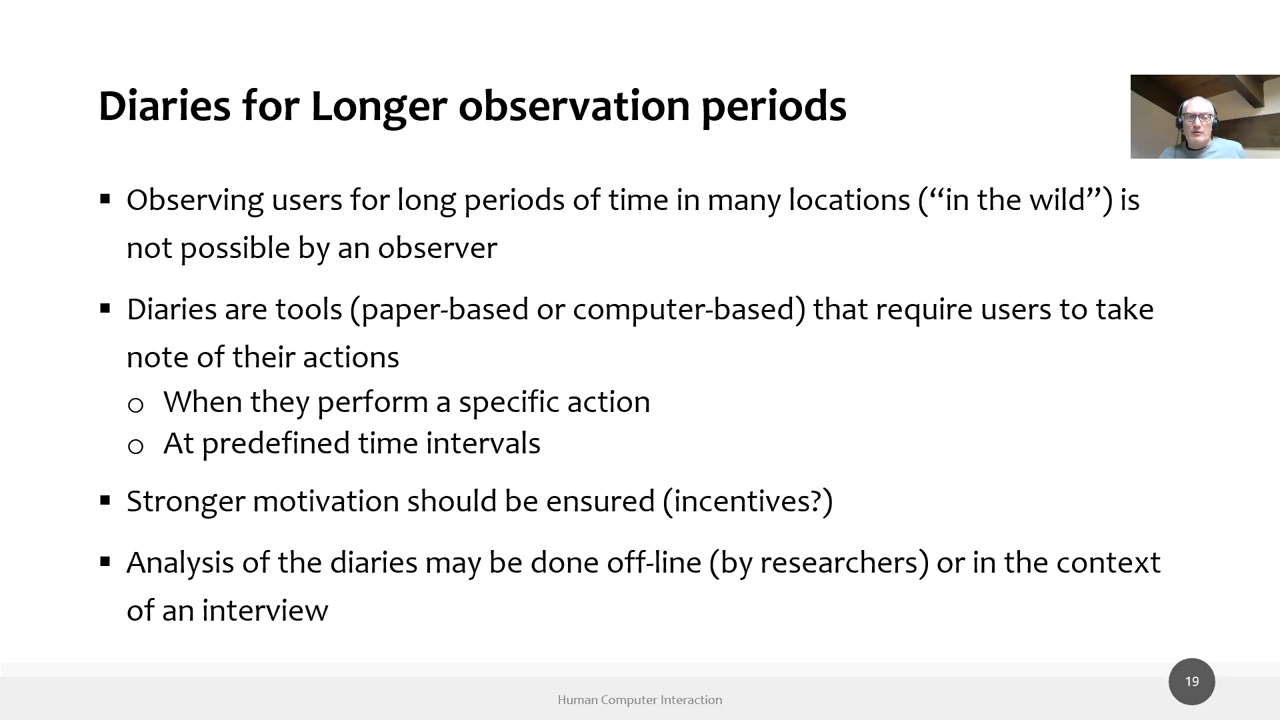 Diaries for Longer observation periods
▪ Observing users for long periods of time in many locations (“in the wild”) is
not possible by an observer
▪ Diaries are tools (paper-based or computer-based) that require users to take
note of their actions
o When they perform a specific action
o At predefined time intervals
▪ Stronger motivation should be ensured (incentives?)
▪ Analysis of the diaries may be done off-line (by researchers) or in the context
of an interview
Human Computer Interaction
19